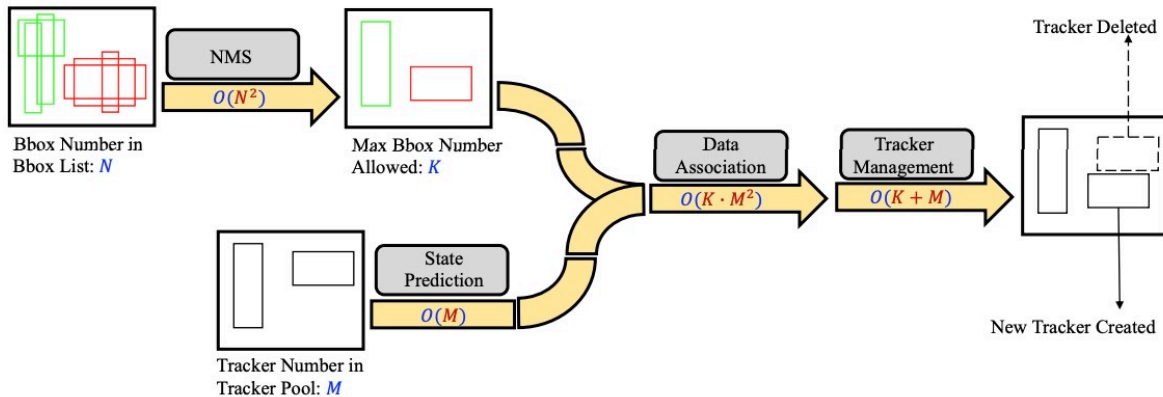 Tracker Deleted
NMS
O(N²)
Bbox Number in
Bbox List: N
Max Bbox Number
Allowed: K
Data
Association
O(K · M²)
Tracker
Management
O(K + M)
State
Prediction
O(M)
New Tracker Created
Tracker Number in
Tracker Pool: M